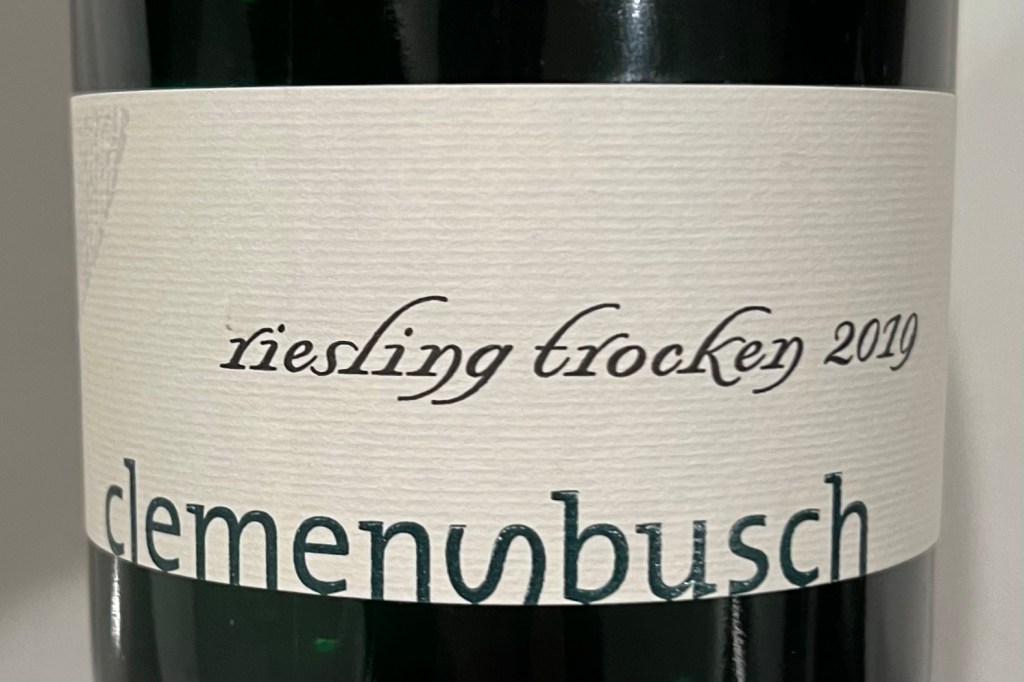 riesling trocken 2019
clemensbusch